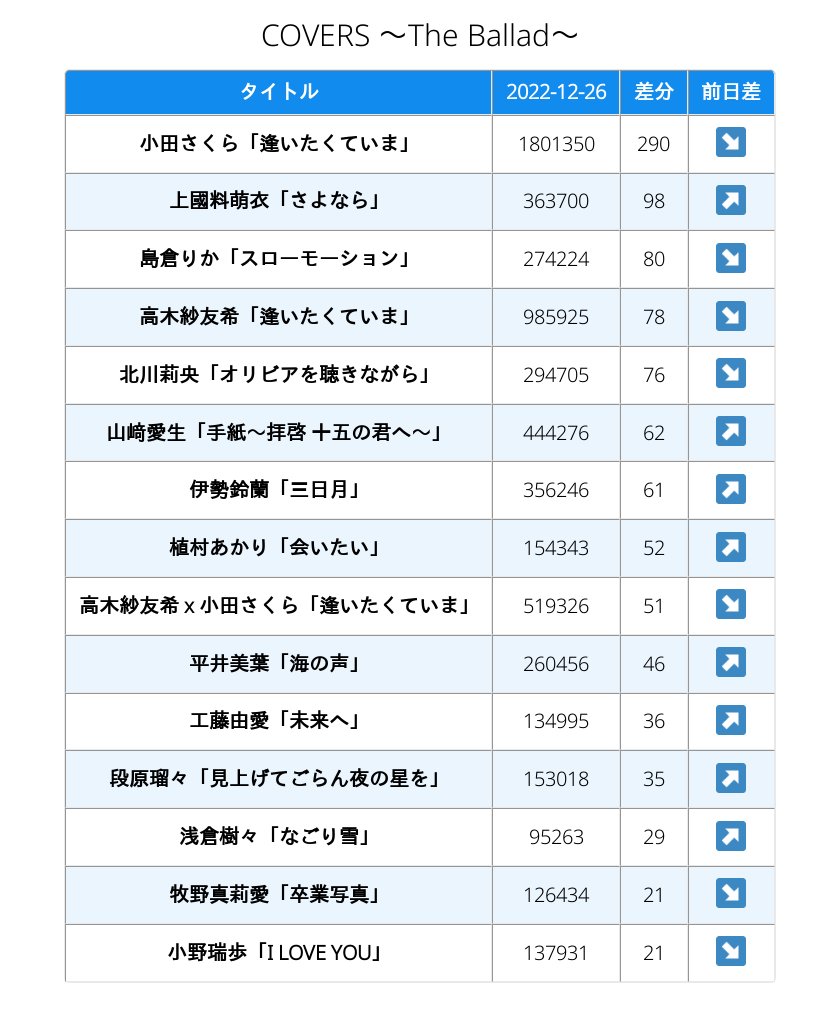 COVERS ～The Ballad～
タイトル 2022-12-26 差分 前日差
小田さくら「逢いたくていま」 1801350 290 ↘
上國料萌衣「さよなら」 363700 98 ↗
島倉りか「スローモーション」 274224 80 ↘
高木紗友希「逢いたくていま」 985925 78 ↘
北川莉央「オリビアを聴きながら」 294705 76 ↘
山﨑愛生「手紙～拝啓 十五の君へ～」 444276 62 ↗
伊勢鈴蘭「三日月」 356246 61 ↗
植村あかり「会いたい」 154343 52 ↗
高木紗友希 x 小田さくら「逢いたくていま」 519326 51 ↘
平井美葉「海の声」 260456 46 ↗
工藤由愛「未来へ」 134995 36 ↗
段原瑠々「見上げてごらん夜の星を」 153018 35 ↗
浅倉樹々「なごり雪」 95263 29 ↗
牧野真莉愛「卒業写真」 126434 21 ↘
小野瑞歩「I LOVE YOU」 137931 21 ↘